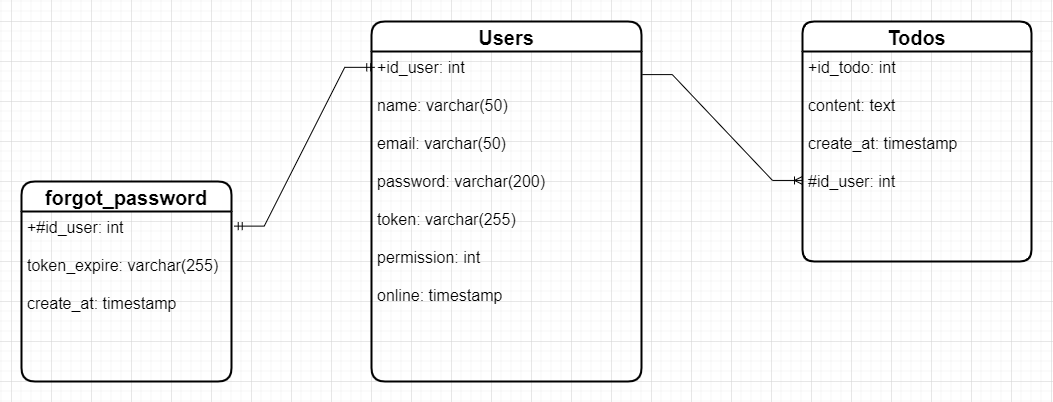 Users
+id_user: int
name: varchar(50)
email: varchar(50)
password: varchar(200)
token: varchar(255)
permission: int
online: timestamp
Todos
+id_todo: int
content: text
create_at: timestamp
#id_user: int
forgot_password
+#id_user: int
token_expire: varchar(255)
create_at: timestamp